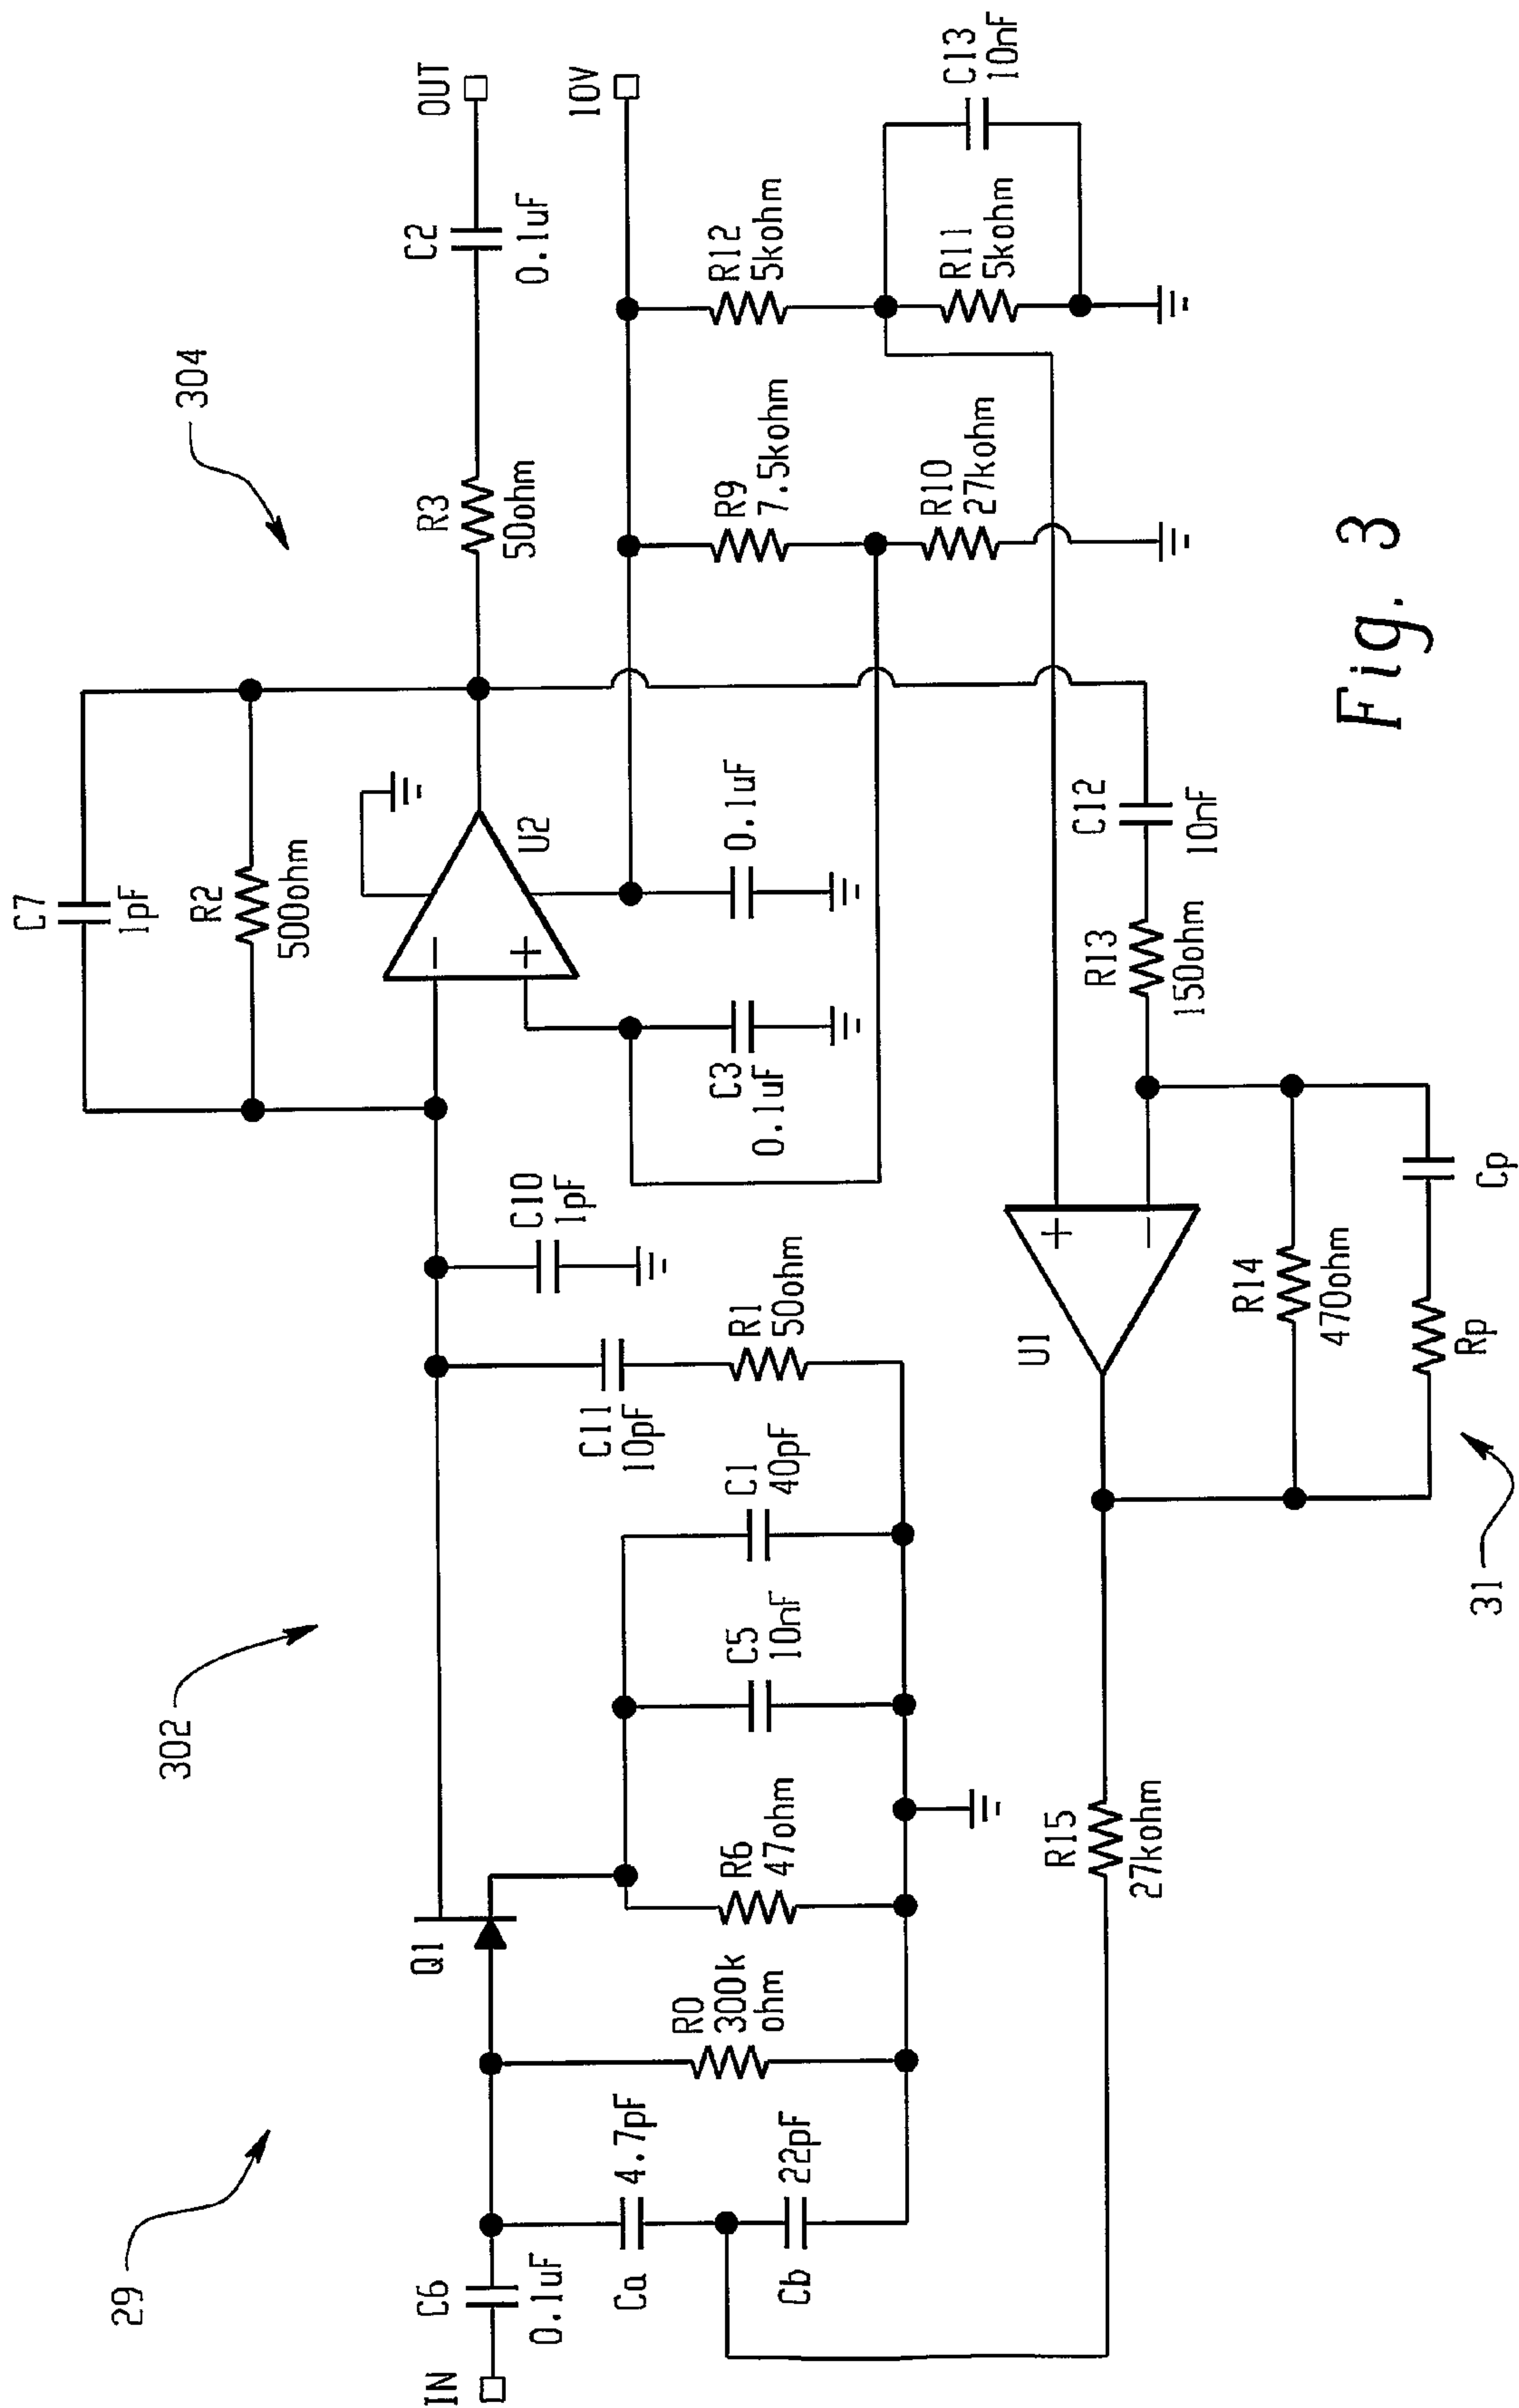 29
302
304
IN
C6
0.1uF
Ca
4.7pF
Cb
22pF
R0
300k
ohm
Q1
R6
47ohm
C5
10nF
C1
40pF
C11
10pF
R1
50ohm
C10
1pF
C7
1pF
R2
500ohm
−
+
U2
C3
0.1uF
0.1uF
R3
50ohm
C2
0.1uF
OUT
10V
R9
7.5kohm
R10
27kohm
R12
5kohm
R11
5kohm
C13
10nF
C12
10nF
R13
150ohm
U1
+
−
R14
470ohm
Rp
Cp
R15
27kohm
31
Fig. 3